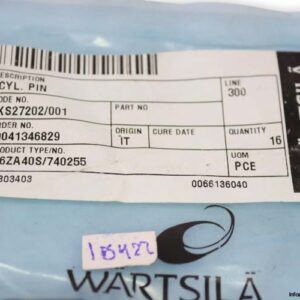 DESCRIPTION
CYL. PIN
LINE
300
CODE NO.
XS27202/001
PART NO
ORDER NO.
0041346829
ORIGIN
IT
CURE DATE
QUANTITY
16
PRODUCT TYPE/NO.
6ZA40S/740255
UOM
PCE
303403
0066136040
WÄRTSILÄ